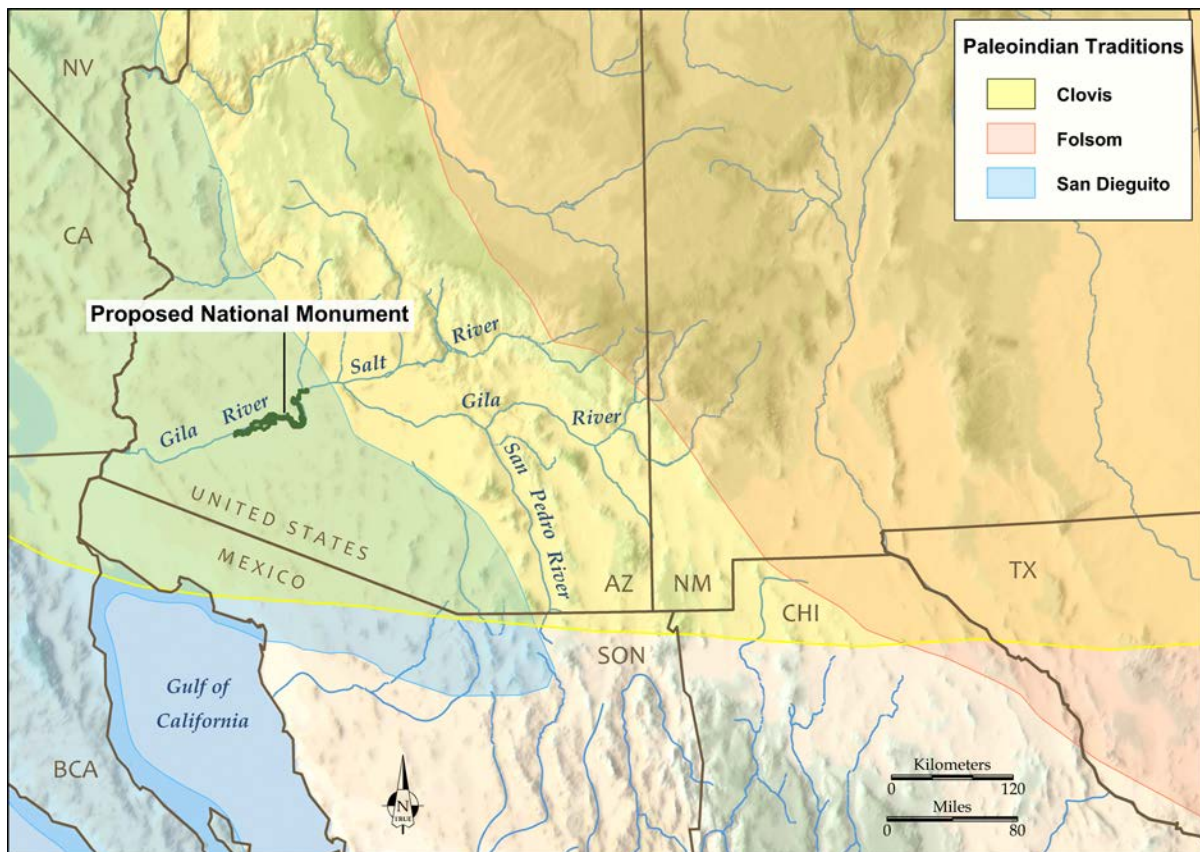 Paleoindian Traditions
Clovis
Folsom
San Dieguito
NV
CA
Proposed National Monument
Salt River
Gila River
Gila River
San Pedro River
UNITED STATES
MEXICO
AZ
NM
TX
CHI
SON
Gulf of
California
BCA
N
TRUE
Kilometers
0 120
Miles
0 80